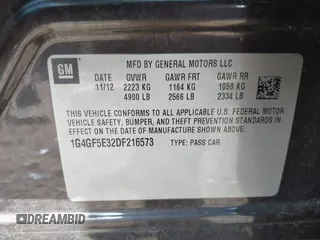 GM
MFD BY GENERAL MOTORS LLC
11/12 GVWR GAWR FRT GAWR RR
2223 KG 1164 KG 1059 KG
4900 LB 2566 LB 2334 LB
THIS VEHICLE CONFORMS TO ALL APPLICABLE U.S. FEDERAL MOTOR
VEHICLE SAFETY, BUMPER, AND THEFT PREVENTION STANDARDS IN
EFFECT ON THE DATE OF MANUFACTURE SHOWN ABOVE.
1G4GF5E32DF216573 TYPE: PASS CAR
DREAMBID